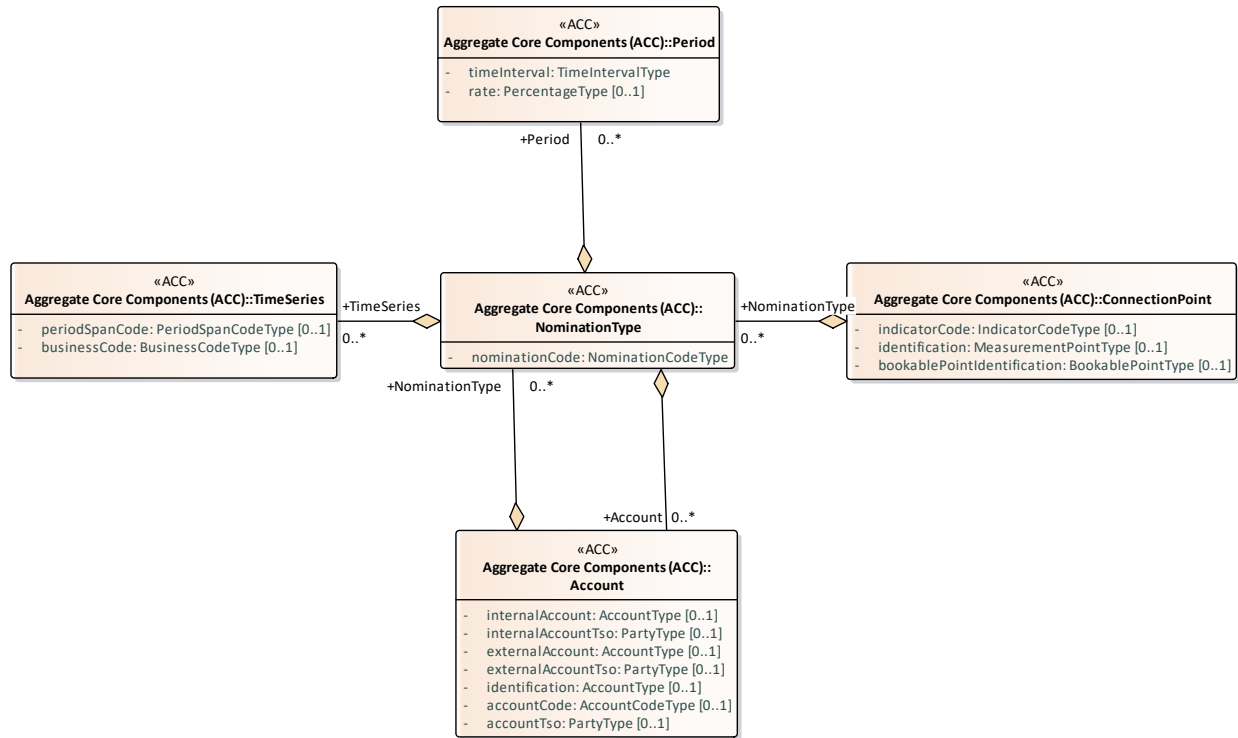 «ACC»
Aggregate Core Components (ACC)::Period
- timeInterval: TimeIntervalType
- rate: PercentageType [0..1]
+Period 0..*
«ACC»
Aggregate Core Components (ACC)::TimeSeries
- periodSpanCode: PeriodSpanCodeType [0..1]
- businessCode: BusinessCodeType [0..1]
+TimeSeries
0..*
«ACC»
Aggregate Core Components (ACC)::
NominationType
- nominationCode: NominationCodeType
+NominationType
0..*
«ACC»
Aggregate Core Components (ACC)::ConnectionPoint
- indicatorCode: IndicatorCodeType [0..1]
- identification: MeasurementPointType [0..1]
- bookablePointIdentification: BookablePointType [0..1]
+NominationType 0..*
+Account 0..*
«ACC»
Aggregate Core Components (ACC)::
Account
- internalAccount: AccountType [0..1]
- internalAccountTso: PartyType [0..1]
- externalAccount: AccountType [0..1]
- externalAccountTso: PartyType [0..1]
- identification: AccountType [0..1]
- accountCode: AccountCodeType [0..1]
- accountTso: PartyType [0..1]